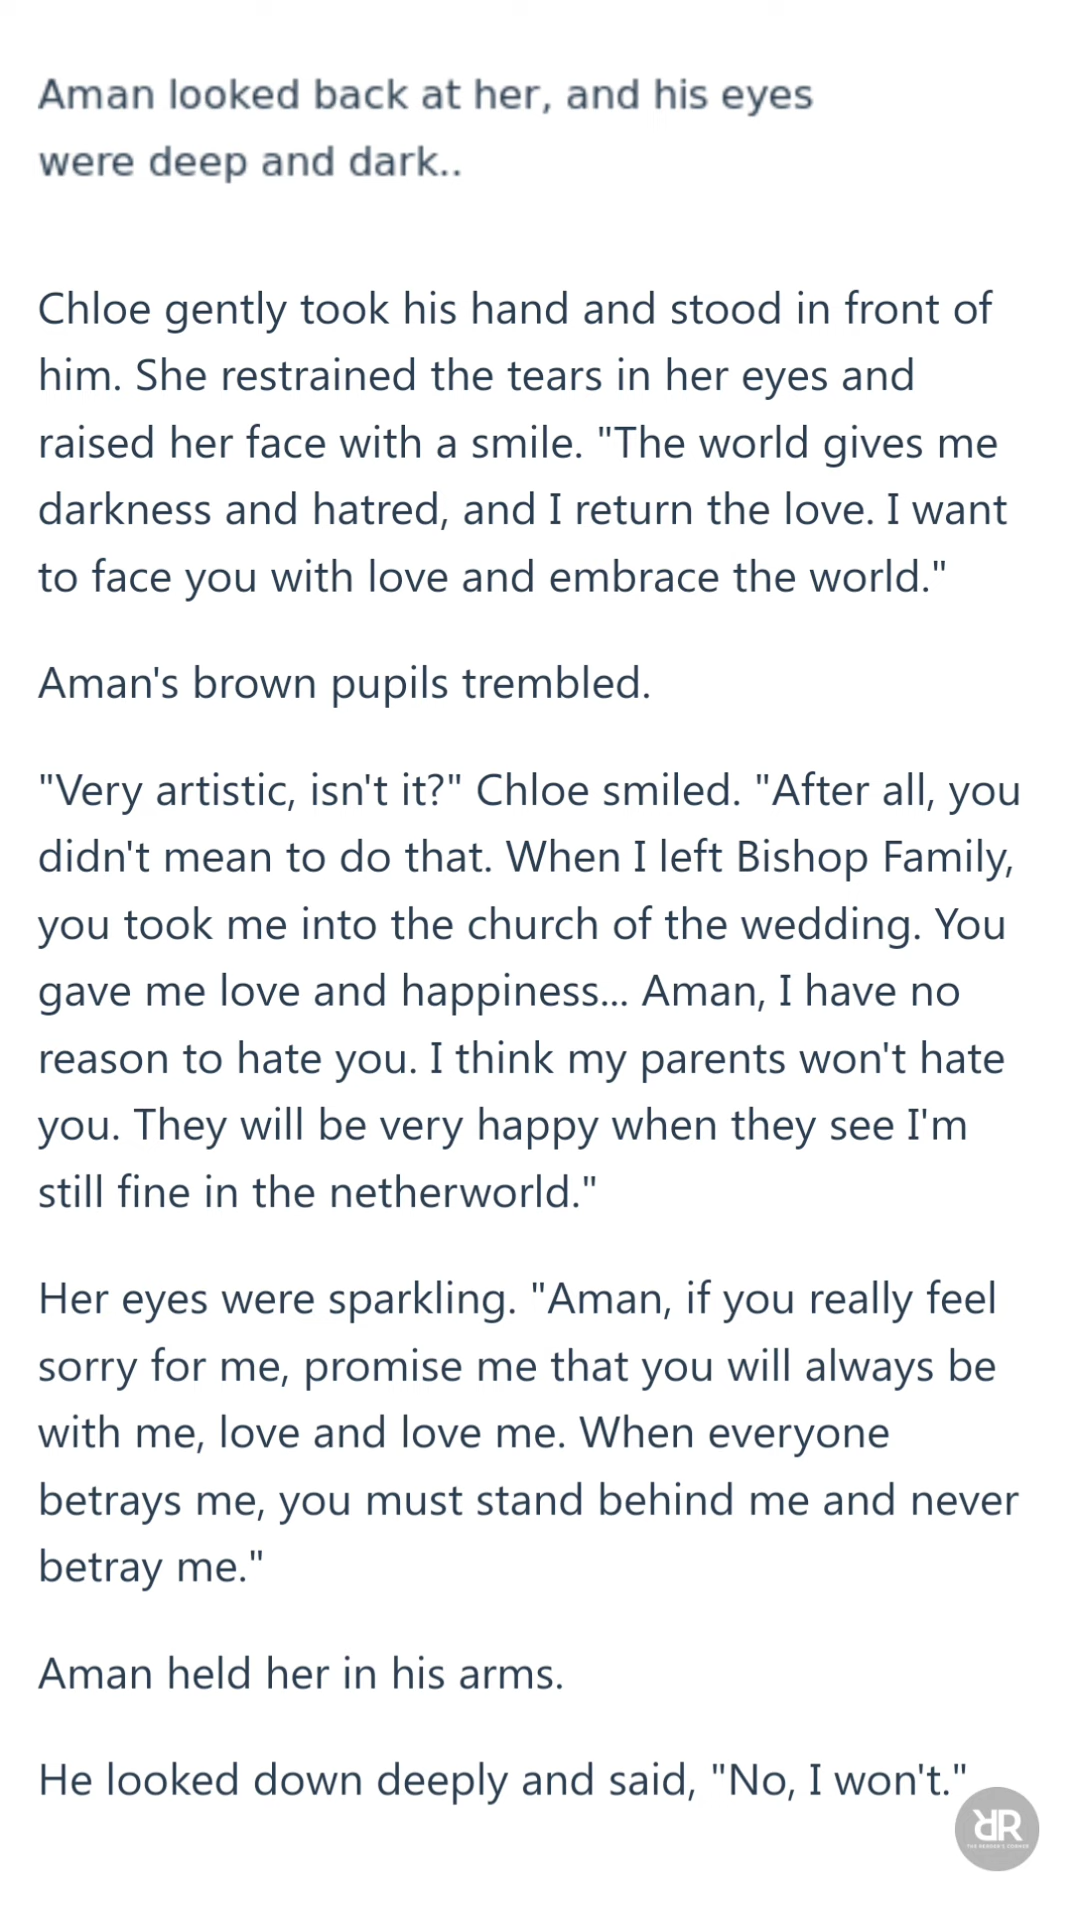 Aman looked back at her, and his eyes
were deep and dark..
Chloe gently took his hand and stood in front of
him. She restrained the tears in her eyes and
raised her face with a smile. "The world gives me
darkness and hatred, and I return the love. I want
to face you with love and embrace the world."
Aman's brown pupils trembled.
"Very artistic, isn't it?" Chloe smiled. "After all, you
didn't mean to do that. When I left Bishop Family,
you took me into the church of the wedding. You
gave me love and happiness... Aman, I have no
reason to hate you. I think my parents won't hate
you. They will be very happy when they see I'm
still fine in the netherworld."
Her eyes were sparkling. "Aman, if you really feel
sorry for me, promise me that you will always be
with me, love and love me. When everyone
betrays me, you must stand behind me and never
betray me."
Aman held her in his arms.
He looked down deeply and said, "No, I won't."
RR
THE READER'S CORNER